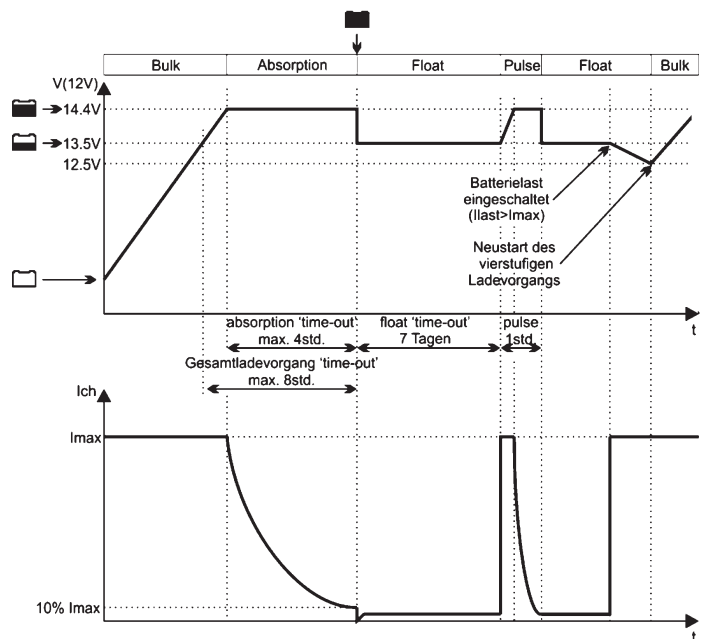 Bulk Absorption Float Pulse Float Bulk
V(12V)
14.4V
13.5V
12.5V
Batterielast
eingeschaltet
(Ilast>Imax)
Neustart des
vierstufigen
Ladevorgangs
t
absorption 'time-out'
max. 4std.
float 'time-out'
7 Tagen
pulse
1std.
Gesamtladevorgang 'time-out'
max. 8std.
Ich
Imax
10% Imax
t